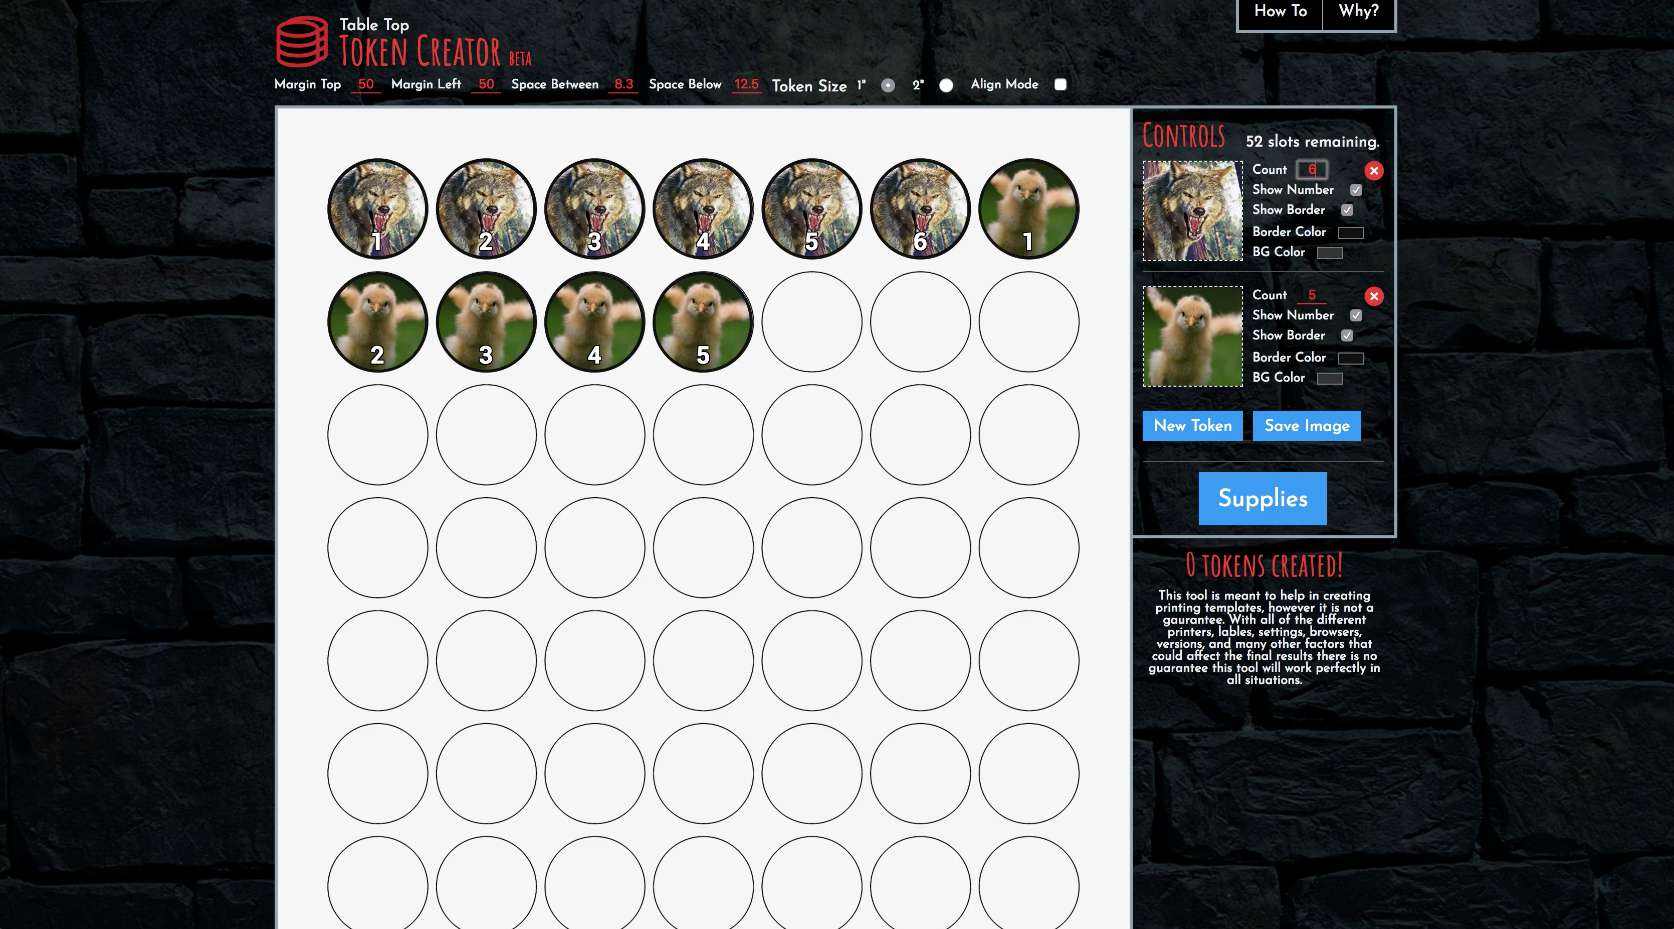 How To Why?
Table Top
Token Creator BETA
Margin Top 50 Margin Left 50 Space Between 8.3 Space Below 12.5 Token Size 1" 2" Align Mode
Controls 52 slots remaining.
1 2 3 4 5 6 1
2 3 4 5
Count 6
Show Number
Show Border
Border Color
BG Color
Count 5
Show Number
Show Border
Border Color
BG Color
New Token Save Image
Supplies
0 tokens created!
This tool is meant to help in creating
printing templates, however it is not a
gaurantee. With all of the different
printers, lables, settings, browsers,
versions, and many other factors that
could affect the final results there is no
guarantee this tool will work perfectly in
all situations.